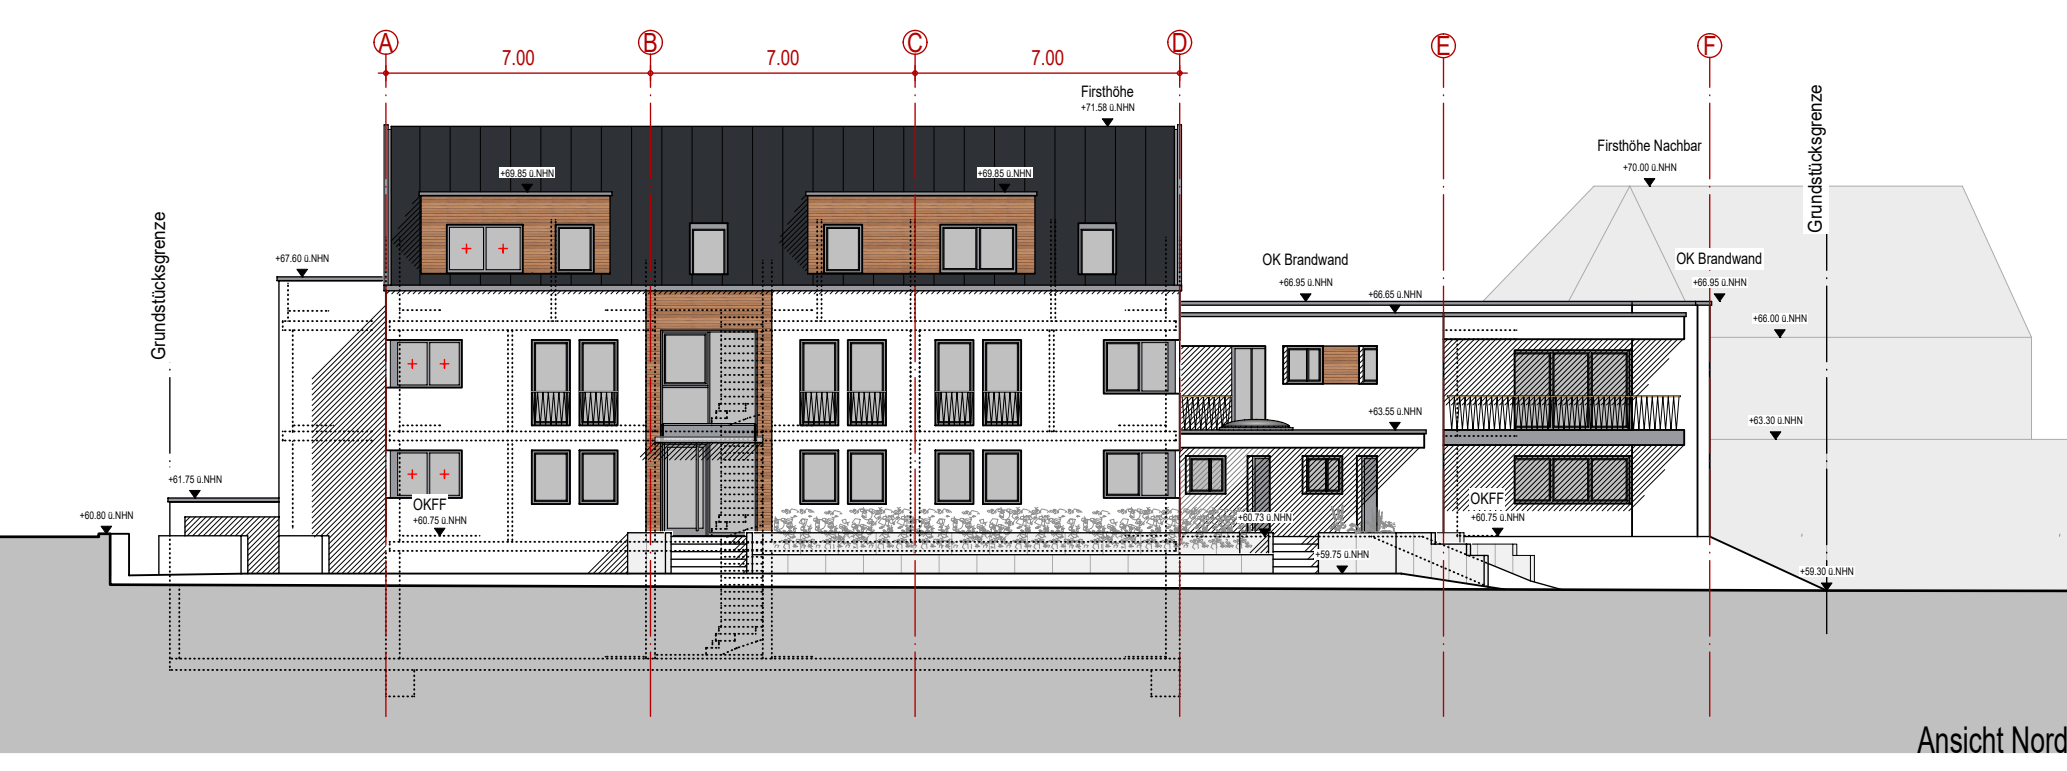 A
B
C
D
E
F
7.00
7.00
7.00
Firsthöhe
+71.58 ü.NHN
Grundstücksgrenze
Firsthöhe Nachbar
+70.00 ü.NHN
+69.85 ü.NHN
+69.85 ü.NHN
Grundstücksgrenze
+67.60 ü.NHN
OK Brandwand
+66.95 ü.NHN
+66.65 ü.NHN
OK Brandwand
+66.95 ü.NHN
+66.00 ü.NHN
+63.55 ü.NHN
+63.30 ü.NHN
+61.75 ü.NHN
+60.80 ü.NHN
OKFF
+60.75 ü.NHN
+60.73 ü.NHN
OKFF
+60.75 ü.NHN
+59.75 ü.NHN
+59.30 ü.NHN
Ansicht Nord